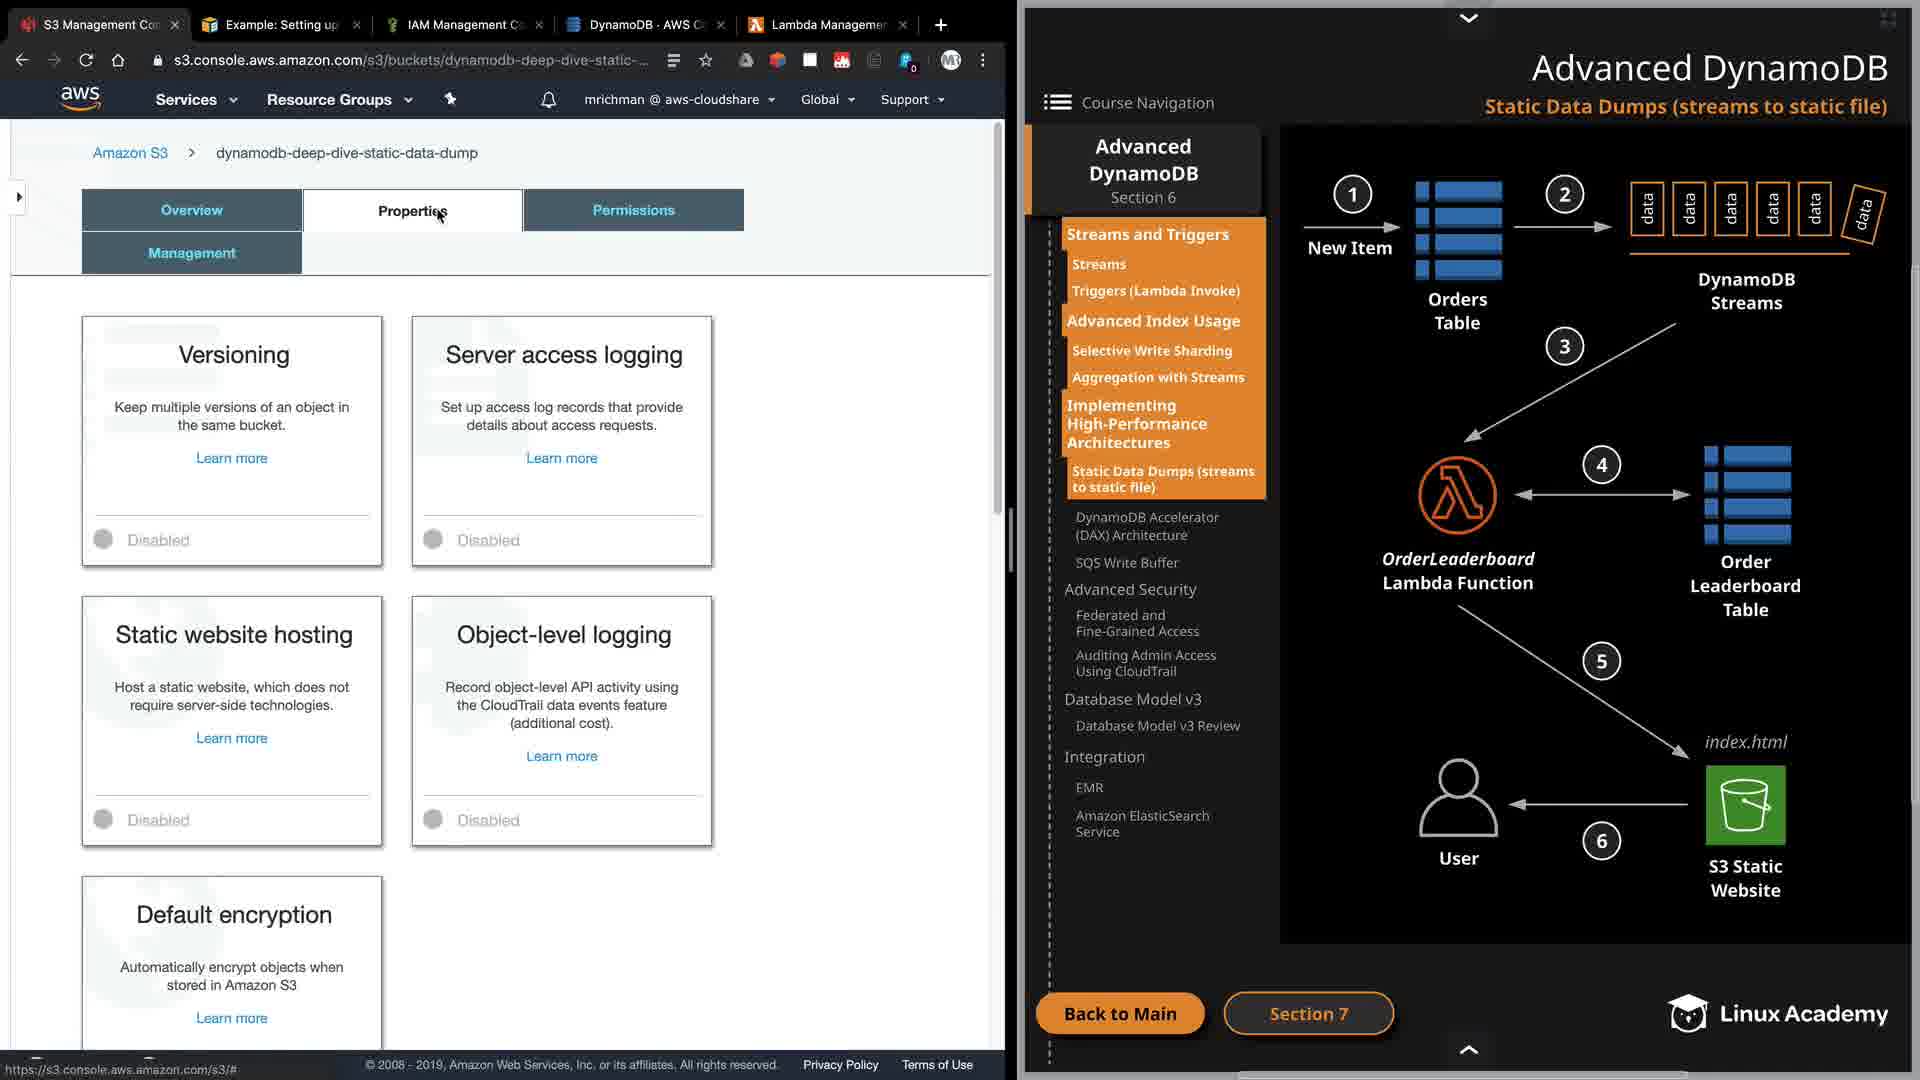 S3 Management Con
Example: Setting up
IAM Management Co
DynamoDB · AWS C
Lambda Managemen
s3.console.aws.amazon.com/s3/buckets/dynamodb-deep-dive-static-...
0
aws
Services
Resource Groups
mrichman @ aws-cloudshare
Global
Support
Amazon S3
dynamodb-deep-dive-static-data-dump
Overview
Properties
Permissions
Management
Versioning
Keep multiple versions of an object in
the same bucket.
Learn more
Disabled
Server access logging
Set up access log records that provide
details about access requests.
Learn more
Disabled
Static website hosting
Host a static website, which does not
require server-side technologies.
Learn more
Disabled
Object-level logging
Record object-level API activity using
the CloudTrail data events feature
(additional cost).
Learn more
Disabled
Default encryption
Automatically encrypt objects when
stored in Amazon S3
Learn more
https://s3.console.aws.amazon.com/s3/#
© 2008 - 2019, Amazon Web Services, Inc. or its affiliates. All rights reserved.
Privacy Policy
Terms of Use
Advanced DynamoDB
Static Data Dumps (streams to static file)
Course Navigation
Advanced
DynamoDB
Section 6
Streams and Triggers
Streams
Triggers (Lambda Invoke)
Advanced Index Usage
Selective Write Sharding
Aggregation with Streams
Implementing
High-Performance
Architectures
Static Data Dumps (streams
to static file)
DynamoDB Accelerator
(DAX) Architecture
SQS Write Buffer
Advanced Security
Federated and
Fine-Grained Access
Auditing Admin Access
Using CloudTrail
Database Model v3
Database Model v3 Review
Integration
EMR
Amazon ElasticSearch
Service
1
New Item
Orders
Table
2
data
data
data
data
data
data
DynamoDB
Streams
3
OrderLeaderboard
Lambda Function
4
Order
Leaderboard
Table
5
index.html
S3 Static
Website
6
User
Back to Main
Section 7
Linux Academy